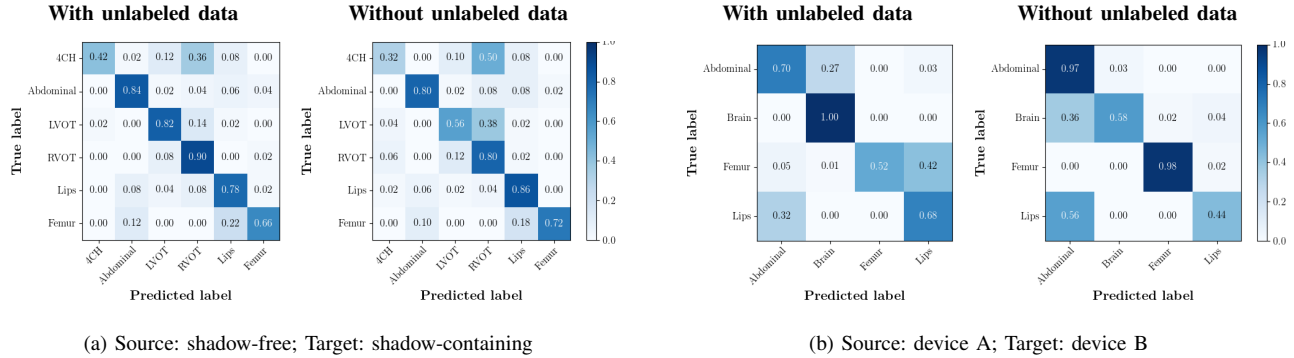 With unlabeled data
Without unlabeled data
With unlabeled data
Without unlabeled data
True label
4CH 0.42 0.02 0.12 0.36 0.08 0.00
Abdominal 0.00 0.84 0.02 0.04 0.06 0.04
LVOT 0.02 0.00 0.82 0.14 0.02 0.00
RVOT 0.00 0.00 0.08 0.90 0.00 0.02
Lips 0.00 0.08 0.04 0.08 0.78 0.02
Femur 0.00 0.12 0.00 0.00 0.22 0.66
4CH Abdominal LVOT RVOT Lips Femur
Predicted label
True label
4CH 0.32 0.00 0.10 0.50 0.08 0.00
Abdominal 0.00 0.80 0.02 0.08 0.08 0.02
LVOT 0.04 0.00 0.56 0.38 0.02 0.00
RVOT 0.06 0.00 0.12 0.80 0.02 0.00
Lips 0.02 0.06 0.02 0.04 0.86 0.00
Femur 0.00 0.10 0.00 0.00 0.18 0.72
4CH Abdominal LVOT RVOT Lips Femur
Predicted label
1.0
0.8
0.6
0.4
0.2
0.0
True label
Abdominal 0.70 0.27 0.00 0.03
Brain 0.00 1.00 0.00 0.00
Femur 0.05 0.01 0.52 0.42
Lips 0.32 0.00 0.00 0.68
Abdominal Brain Femur Lips
Predicted label
True label
Abdominal 0.97 0.03 0.00 0.00
Brain 0.36 0.58 0.02 0.04
Femur 0.00 0.00 0.98 0.02
Lips 0.56 0.00 0.00 0.44
Abdominal Brain Femur Lips
Predicted label
1.0
0.8
0.6
0.4
0.2
0.0
(a) Source: shadow-free; Target: shadow-containing
(b) Source: device A; Target: device B